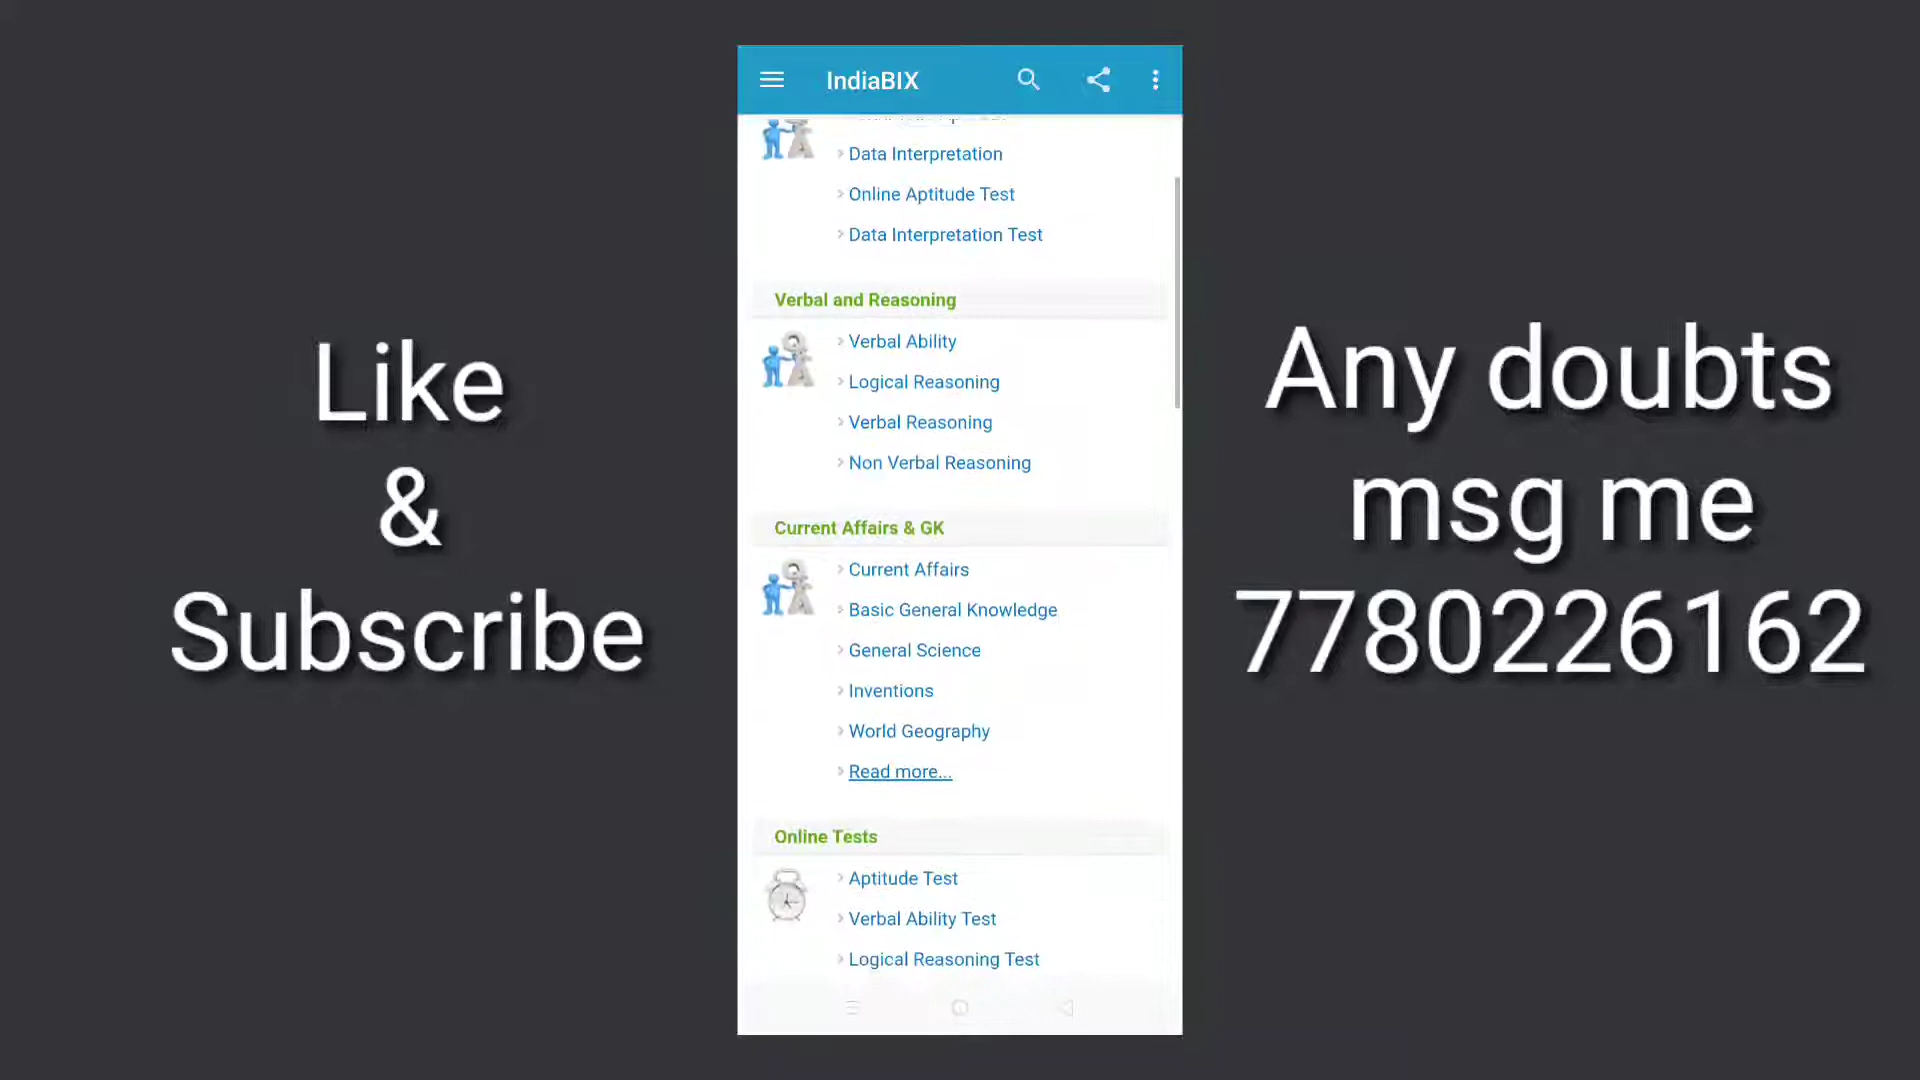 Like
&
Subscribe
IndiaBIX
Data Interpretation
Online Aptitude Test
Data Interpretation Test
Verbal and Reasoning
Verbal Ability
Logical Reasoning
Verbal Reasoning
Non Verbal Reasoning
Current Affairs & GK
Current Affairs
Basic General Knowledge
General Science
Inventions
World Geography
Read more...
Online Tests
Aptitude Test
Verbal Ability Test
Logical Reasoning Test
Any doubts
msg me
7780226162